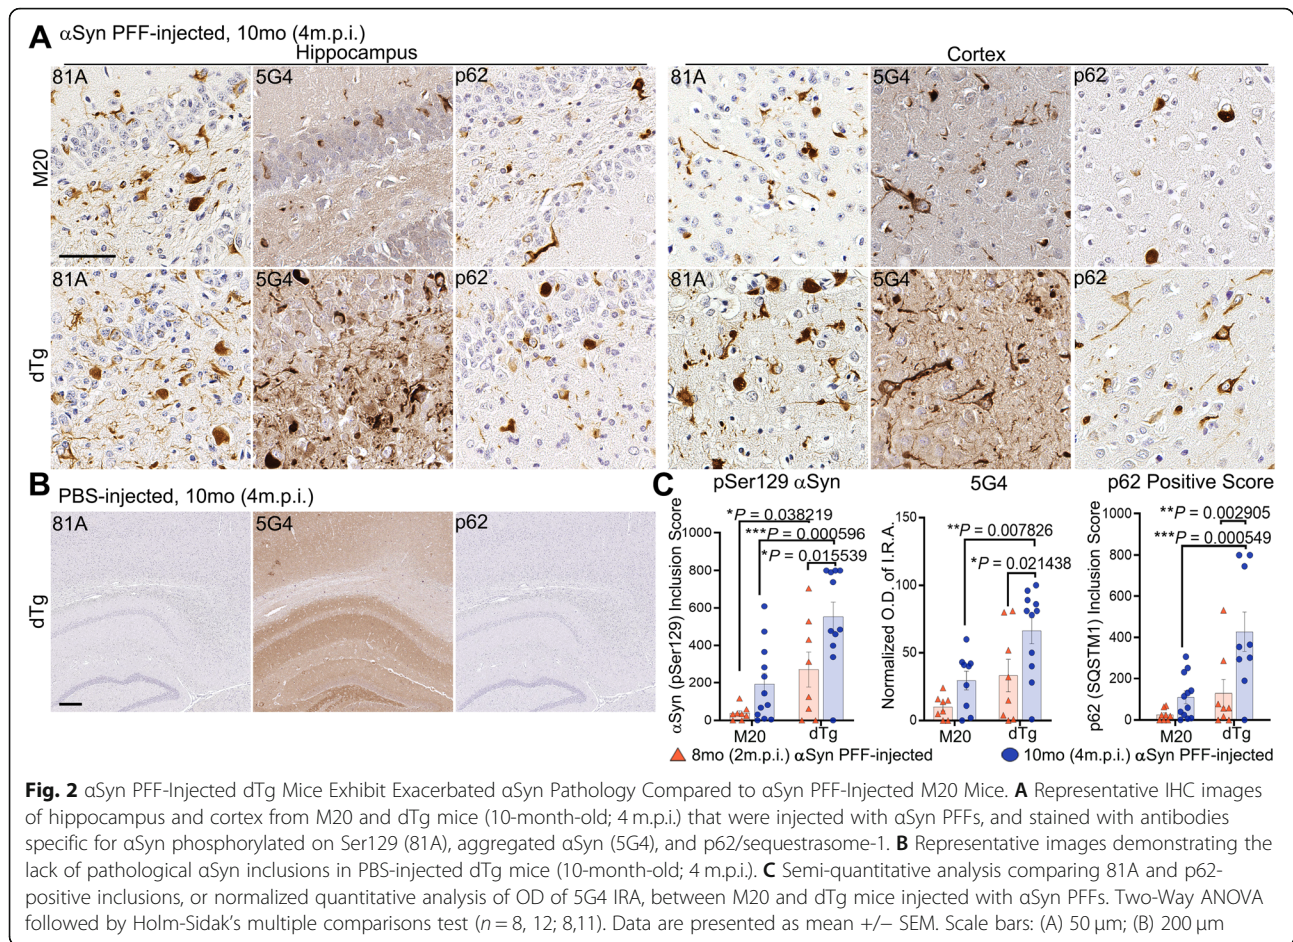 A αSyn PFF-injected, 10mo (4m.p.i.)
Hippocampus
Cortex
81A 5G4 p62 81A 5G4 p62
M20
81A 5G4 p62 81A 5G4 p62
dTg
B PBS-injected, 10mo (4m.p.i.)
81A 5G4 p62
dTg
C pSer129 αSyn
αSyn (pSer129) Inclusion Score
1000
800
600
400
200
0
*P = 0.038219
***P = 0.000596
*P = 0.015539
M20 dTg
5G4
Normalized O.D. of I.R.A.
150
100
50
0
**P = 0.007826
*P = 0.021438
M20 dTg
p62 Positive Score
p62 (SQSTM1) Inclusion Score
1000
800
600
400
200
0
**P = 0.002905
***P = 0.000549
M20 dTg
8mo (2m.p.i.) αSyn PFF-injected 10mo (4m.p.i.) αSyn PFF-injected
Fig. 2 αSyn PFF-Injected dTg Mice Exhibit Exacerbated αSyn Pathology Compared to αSyn PFF-Injected M20 Mice. A Representative IHC images
of hippocampus and cortex from M20 and dTg mice (10-month-old; 4 m.p.i.) that were injected with αSyn PFFs, and stained with antibodies
specific for αSyn phosphorylated on Ser129 (81A), aggregated αSyn (5G4), and p62/sequestrasome-1. B Representative images demonstrating the
lack of pathological αSyn inclusions in PBS-injected dTg mice (10-month-old; 4 m.p.i.). C Semi-quantitative analysis comparing 81A and p62-
positive inclusions, or normalized quantitative analysis of OD of 5G4 IRA, between M20 and dTg mice injected with αSyn PFFs. Two-Way ANOVA
followed by Holm-Sidak's multiple comparisons test (n = 8, 12; 8,11). Data are presented as mean +/− SEM. Scale bars: (A) 50 μm; (B) 200 μm